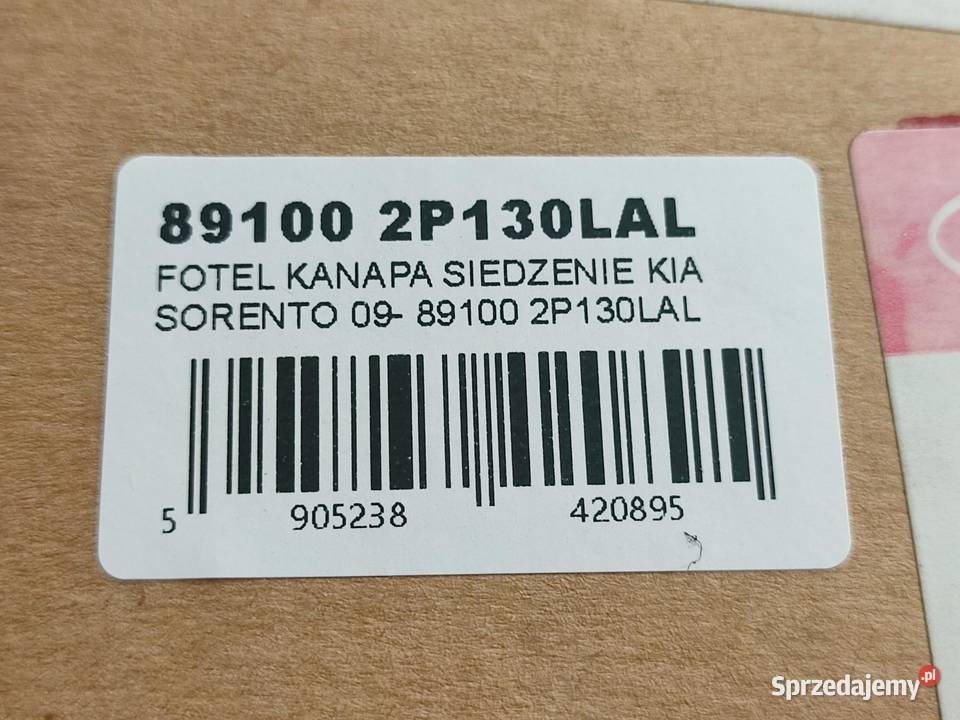 89100 2P130LAL
FOTEL KANAPA SIEDZENIE KIA
SORENTO 09- 89100 2P130LAL
5 905238 420895
Sprzedajemy.pl